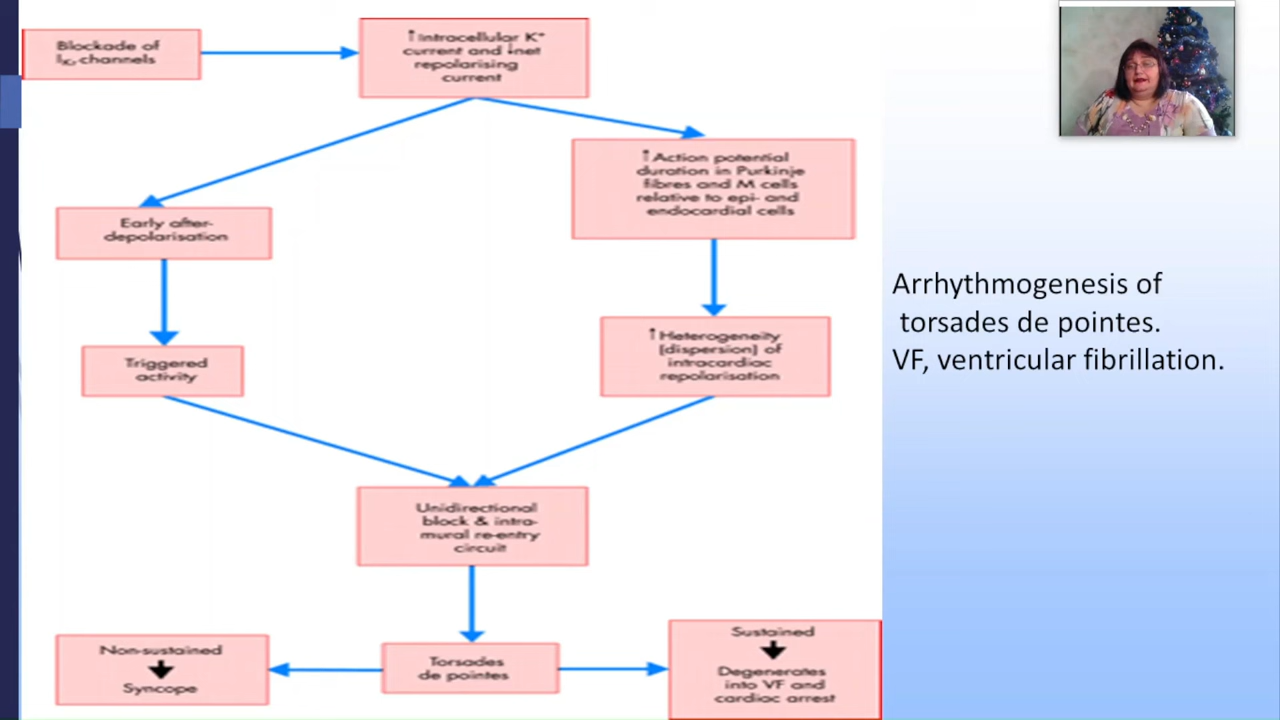 Blockade of
IKr channels
↑Intracellular K+
current and ↓net
repolarising
current
↑Action potential
duration in Purkinje
fibres and M cells
relative to epi- and
endocardial cells
Early after-
depolarisation
Triggered
activity
↑Heterogeneity
(dispersion) of
intracardiac
repolarisation
Unidirectional
block & intra-
mural re-entry
circuit
Non-sustained
Syncope
Torsades
de pointes
Sustained
Degenerates
into VF and
cardiac arrest
Arrhythmogenesis of
torsades de pointes.
VF, ventricular fibrillation.